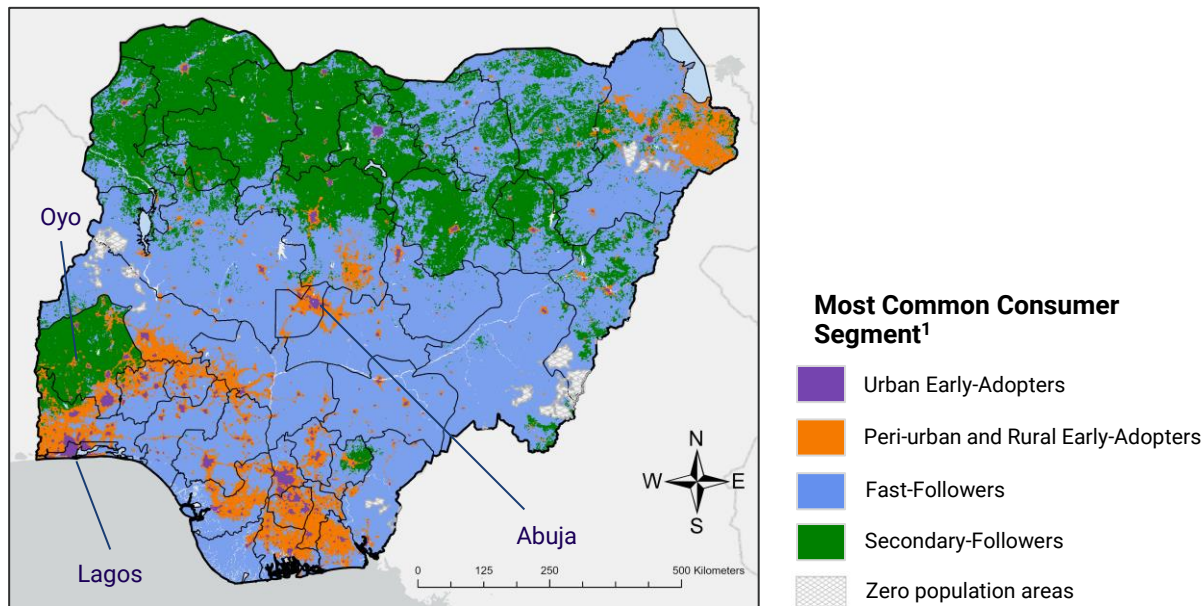 Oyo
Lagos
Abuja
N
W
E
S
0 125 250 500 Kilometers
Most Common Consumer
Segment¹
Urban Early-Adopters
Peri-urban and Rural Early-Adopters
Fast-Followers
Secondary-Followers
Zero population areas